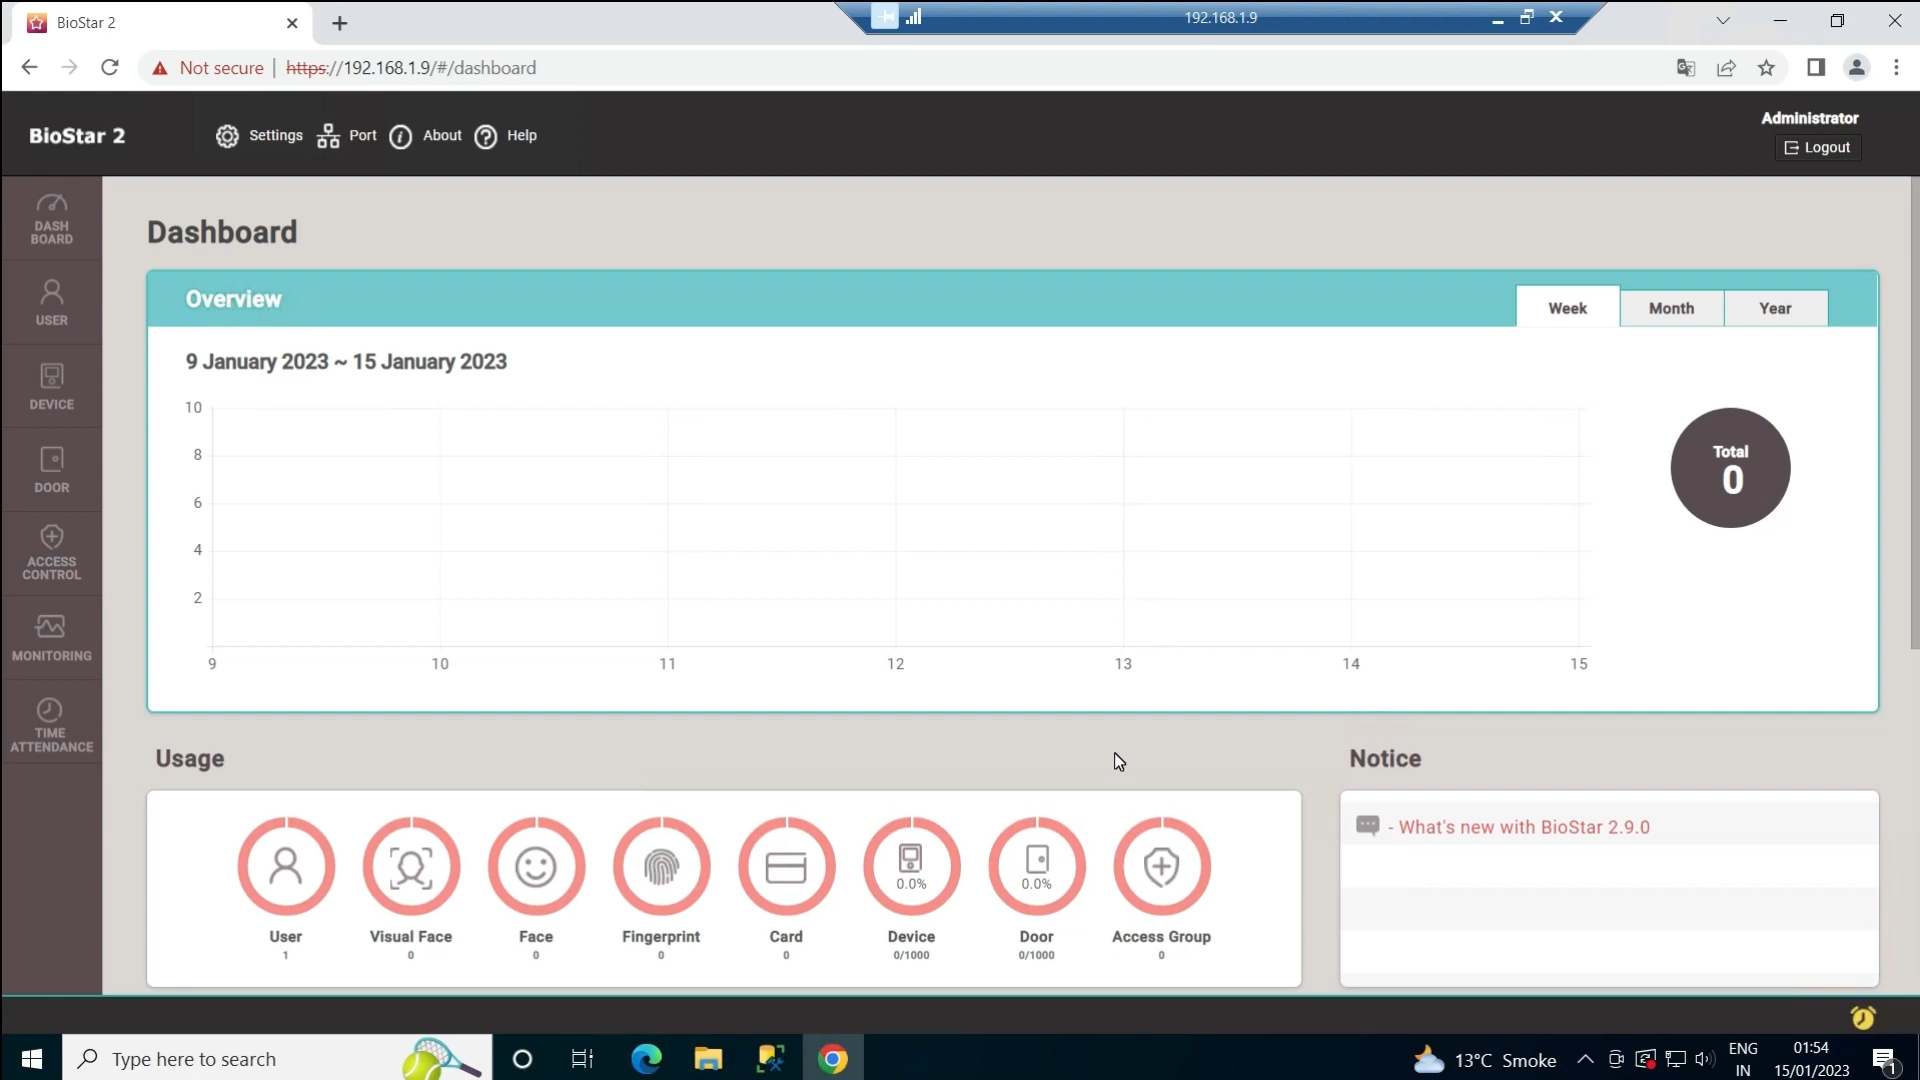 BioStar 2
192.168.1.9
Not secure | https://192.168.1.9/#/dashboard
BioStar 2
Settings
Port
About
Help
Administrator
Logout
DASH
BOARD
USER
DEVICE
DOOR
ACCESS
CONTROL
MONITORING
TIME
ATTENDANCE
Dashboard
Overview
Week
Month
Year
9 January 2023 ~ 15 January 2023
10
8
6
4
2
9 10 11 12 13 14 15
Total
0
Usage
0.0% 0.0%
User Visual Face Face Fingerprint Card Device Door Access Group
1 0 0 0 0 0/1000 0/1000 0
Notice
- What's new with BioStar 2.9.0
Type here to search
13°C Smoke
ENG
IN
01:54
15/01/2023
1